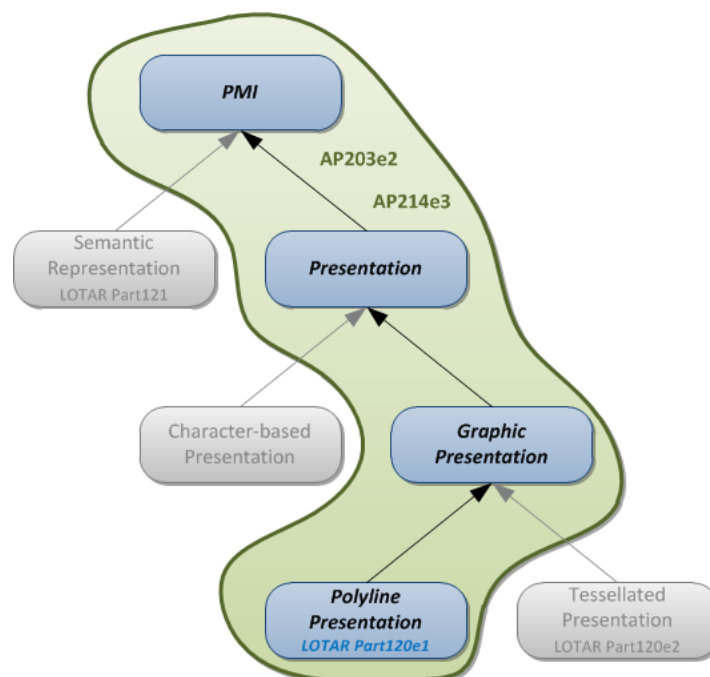 PMI
AP203e2
AP214e3
Semantic
Representation
LOTAR Part121
Presentation
Character-based
Presentation
Graphic
Presentation
Polyline
Presentation
LOTAR Part120e1
Tessellated
Presentation
LOTAR Part120e2